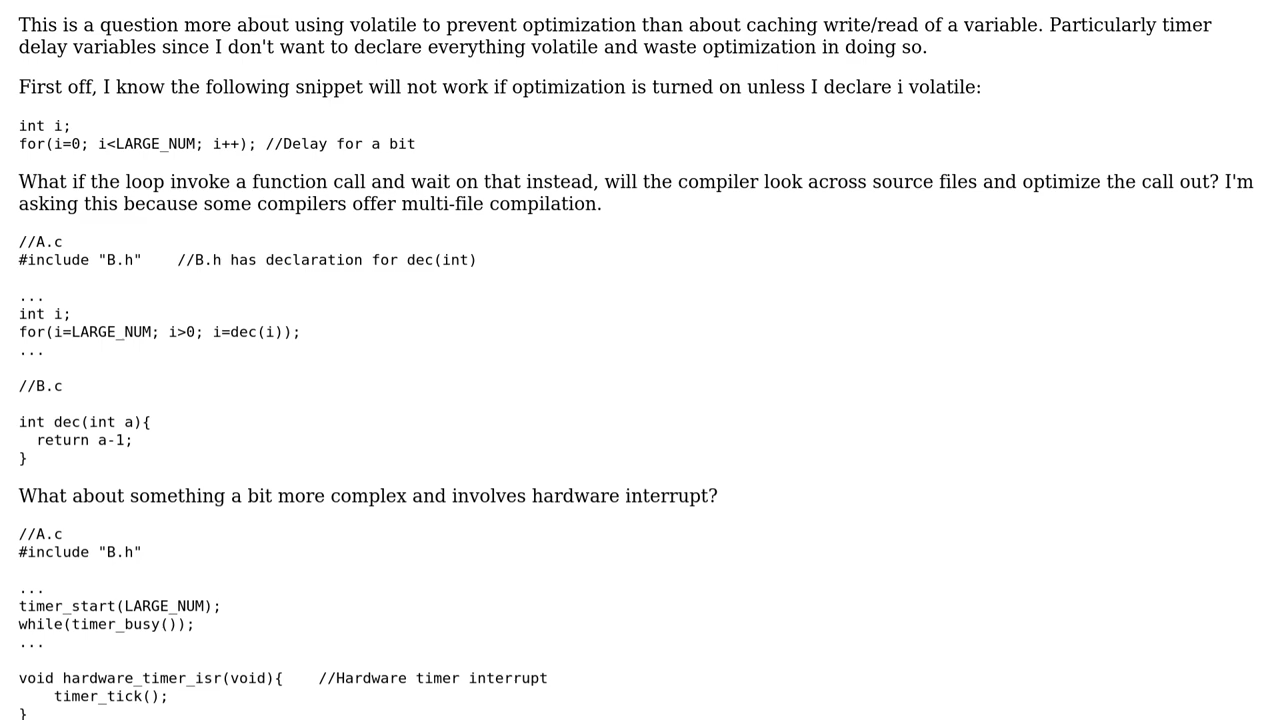 This is a question more about using volatile to prevent optimization than about caching write/read of a variable. Particularly timer
delay variables since I don't want to declare everything volatile and waste optimization in doing so.
First off, I know the following snippet will not work if optimization is turned on unless I declare i volatile:
int i;
for(i=0; i<LARGE_NUM; i++); //Delay for a bit
What if the loop invoke a function call and wait on that instead, will the compiler look across source files and optimize the call out? I'm
asking this because some compilers offer multi-file compilation.
//A.c
#include "B.h"    //B.h has declaration for dec(int)
...
int i;
for(i=LARGE_NUM; i>0; i=dec(i));
...
//B.c
int dec(int a){
  return a-1;
}
What about something a bit more complex and involves hardware interrupt?
//A.c
#include "B.h"
...
timer_start(LARGE_NUM);
while(timer_busy());
...
void hardware_timer_isr(void){    //Hardware timer interrupt
    timer_tick();
}